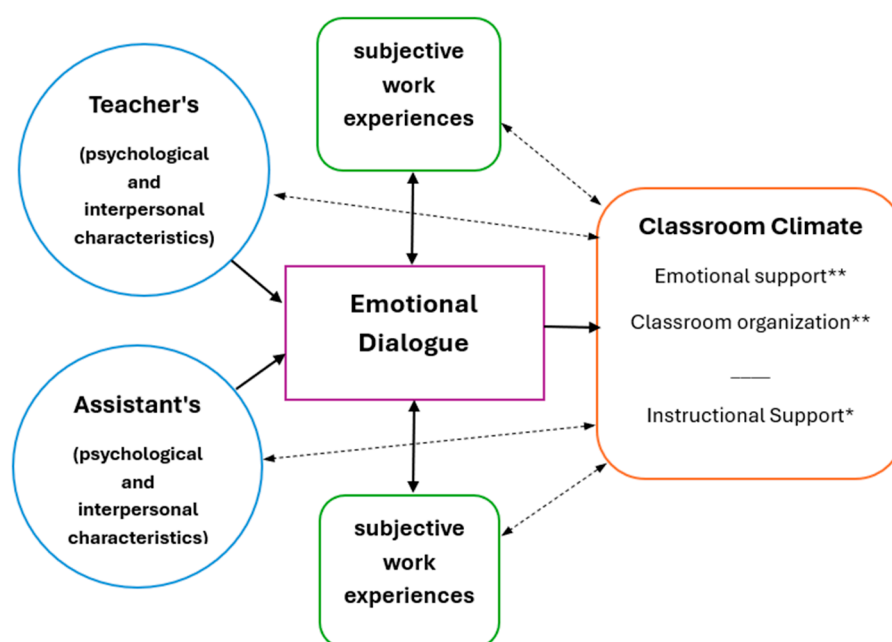 Teacher's
(psychological
and
interpersonal
characteristics)
subjective
work
experiences
Emotional
Dialogue
Classroom Climate
Emotional support**
Classroom organization**
____
Instructional Support*
Assistant's
(psychological
and
interpersonal
characteristics)
subjective
work
experiences